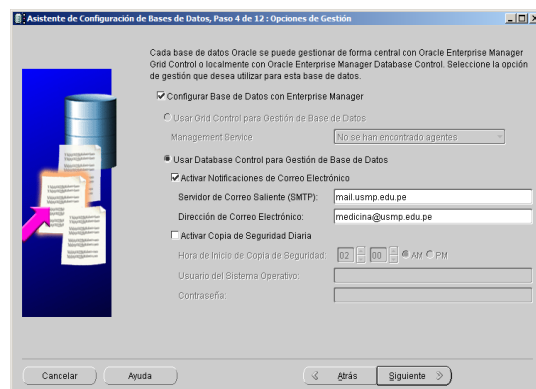 Asistente de Configuración de Bases de Datos, Paso 4 de 12 : Opciones de Gestión
Cada base de datos Oracle se puede gestionar de forma central con Oracle Enterprise Manager
Grid Control o localmente con Oracle Enterprise Manager Database Control. Seleccione la opción
de gestión que desea utilizar para esta base de datos.
Configurar Base de Datos con Enterprise Manager
Usar Grid Control para Gestión de Base de Datos
Management Service No se han encontrado agentes
Usar Database Control para Gestión de Base de Datos
Activar Notificaciones de Correo Electrónico
Servidor de Correo Saliente (SMTP): mail.usmp.edu.pe
Dirección de Correo Electrónico: medicina@usmp.edu.pe
Activar Copia de Seguridad Diaria
Hora de Inicio de Copia de Seguridad: 02 00 AM PM
Usuario del Sistema Operativo:
Contraseña:
Cancelar Ayuda Atrás Siguiente